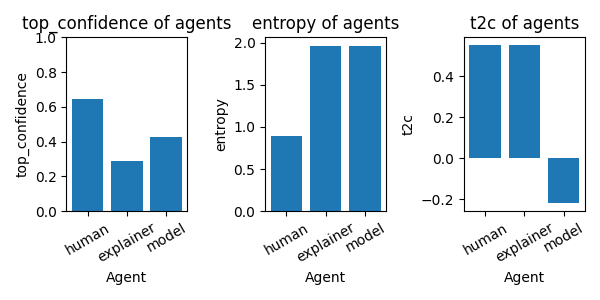 top_confidence of agents
top_confidence
1.0
0.8
0.6
0.4
0.2
0.0
human
explainer
model
Agent
entropy of agents
entropy
2.0
1.5
1.0
0.5
0.0
human
explainer
model
Agent
t2c of agents
t2c
0.4
0.2
0.0
−0.2
human
explainer
model
Agent